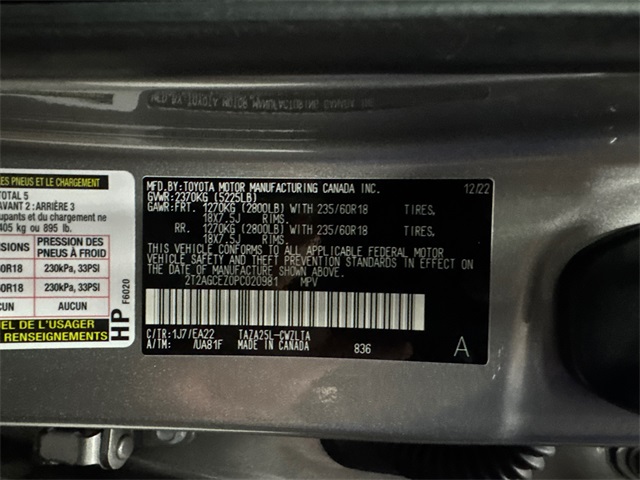 PNEUS ET LE CHARGEMENT
TOTAL 5
AVANT 2 : ARRIÈRE 3
upants et du chargement ne
405 kg ou 895 lb.
PRESSION DES
PNEUS À FROID
0R18 230kPa, 33PSI
0R18 230kPa, 33PSI
CUN AUCUN
EL DE L'USAGER
RENSEIGNEMENTS
HP F6020
MFD.BY:TOYOTA MOTOR MANUFACTURING CANADA INC. 12/22
GVWR:2370KG (5225LB)
GAWR:FRT. 1270KG (2800LB) WITH 235/60R18 TIRES.
18X7.5J RIMS.
RR. 1270KG (2800LB) WITH 235/60R18 TIRES.
18X7.5J RIMS.
THIS VEHICLE CONFORMS TO ALL APPLICABLE FEDERAL MOTOR
VEHICLE SAFETY AND THEFT PREVENTION STANDARDS IN EFFECT ON
THE DATE OF MANUFACTURE SHOWN ABOVE.
2T2AGCEZ0PC020981 MPV
C/TR:1J7/EA22 TAZA25L-CWZLTA
A/TM: /UA81F MADE IN CANADA 836 A